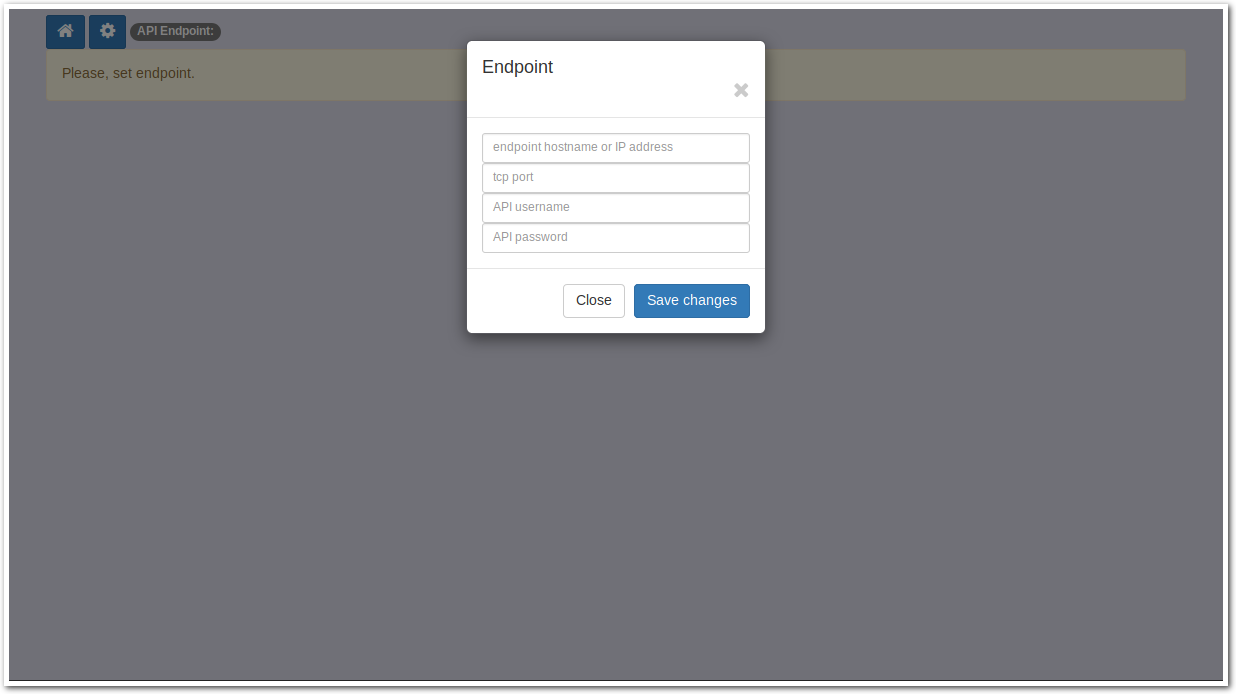 API Endpoint:
Please, set endpoint.
Endpoint
endpoint hostname or IP address
tcp port
API username
API password
Close
Save changes